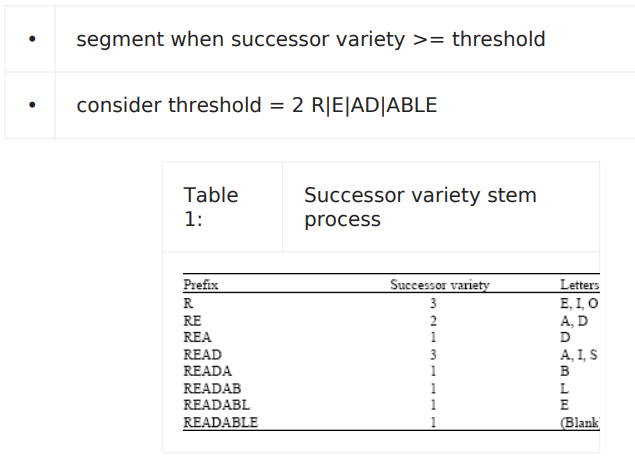 • segment when successor variety >= threshold
• consider threshold = 2 R|E|AD|ABLE
Table Successor variety stem
1: process
Prefix Successor variety Letters
R 3 E, I, O
RE 2 A, D
REA 1 D
READ 3 A, I, S
READA 1 B
READAB 1 L
READABL 1 E
READABLE 1 (Blank